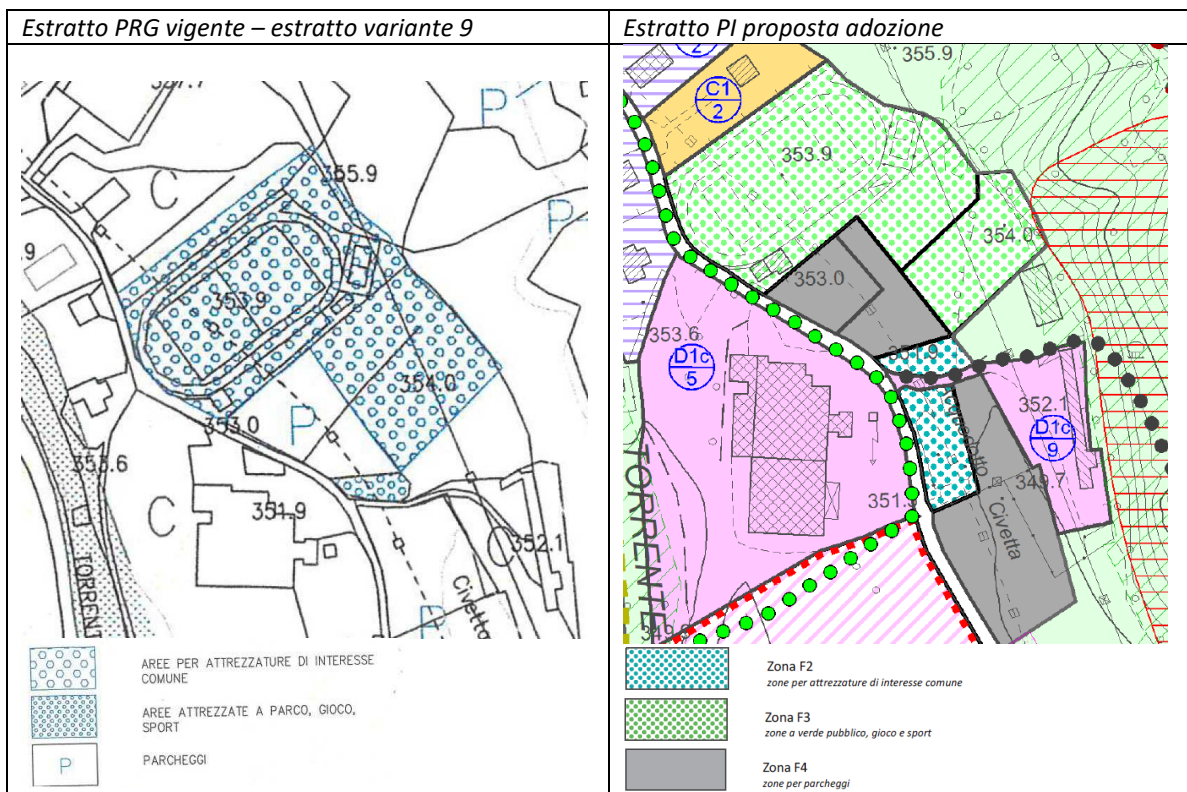 Estratto PRG vigente – estratto variante 9
Estratto PI proposta adozione
P
355.9
C
P
353.9
354.0
P
353.0
353.6
C
351.9
C
352.1
TORRENT
Civetta
P
AREE PER ATTREZZATURE DI INTERESSE
COMUNE
AREE ATTREZZATE A PARCO, GIOCO,
SPORT
P
PARCHEGGI
2
355.9
C1
2
353.9
354.0
353.0
353.6
D1c
5
351.9
352.1
D1c
9
349.7
Acquedotto Civetta
TORRENTE
Zona F2
zone per attrezzature di interesse comune
Zona F3
zone a verde pubblico, gioco e sport
Zona F4
zone per parcheggi